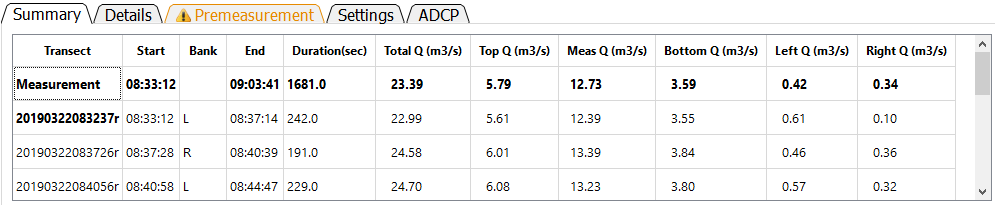 Summary Details Premeasurement Settings ADCP
Transect Start Bank End Duration(sec) Total Q (m3/s) Top Q (m3/s) Meas Q (m3/s) Bottom Q (m3/s) Left Q (m3/s) Right Q (m3/s)
Measurement 08:33:12 09:03:41 1681.0 23.39 5.79 12.73 3.59 0.42 0.34
20190322083237r 08:33:12 L 08:37:14 242.0 22.99 5.61 12.39 3.55 0.61 0.10
20190322083726r 08:37:28 R 08:40:39 191.0 24.58 6.01 13.39 3.84 0.46 0.36
20190322084056r 08:40:58 L 08:44:47 229.0 24.70 6.08 13.23 3.80 0.57 0.32